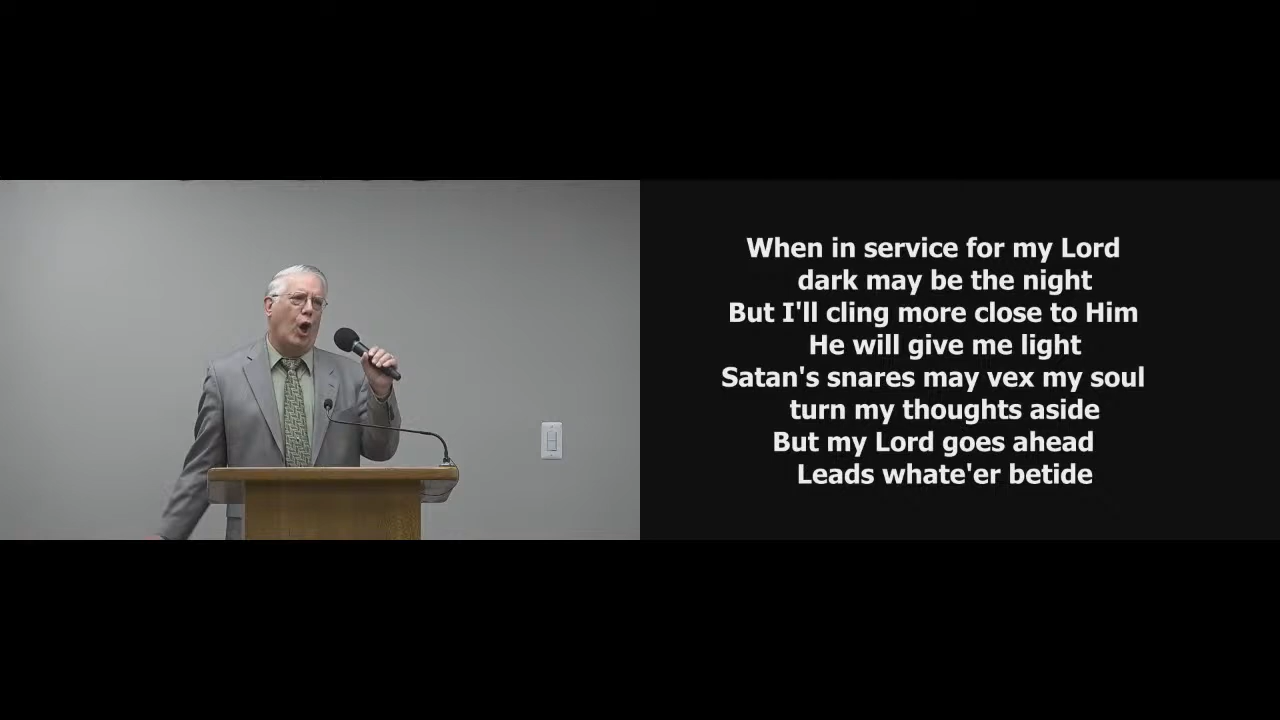 When in service for my Lord
dark may be the night
But I'll cling more close to Him
He will give me light
Satan's snares may vex my soul
turn my thoughts aside
But my Lord goes ahead
Leads whate'er betide